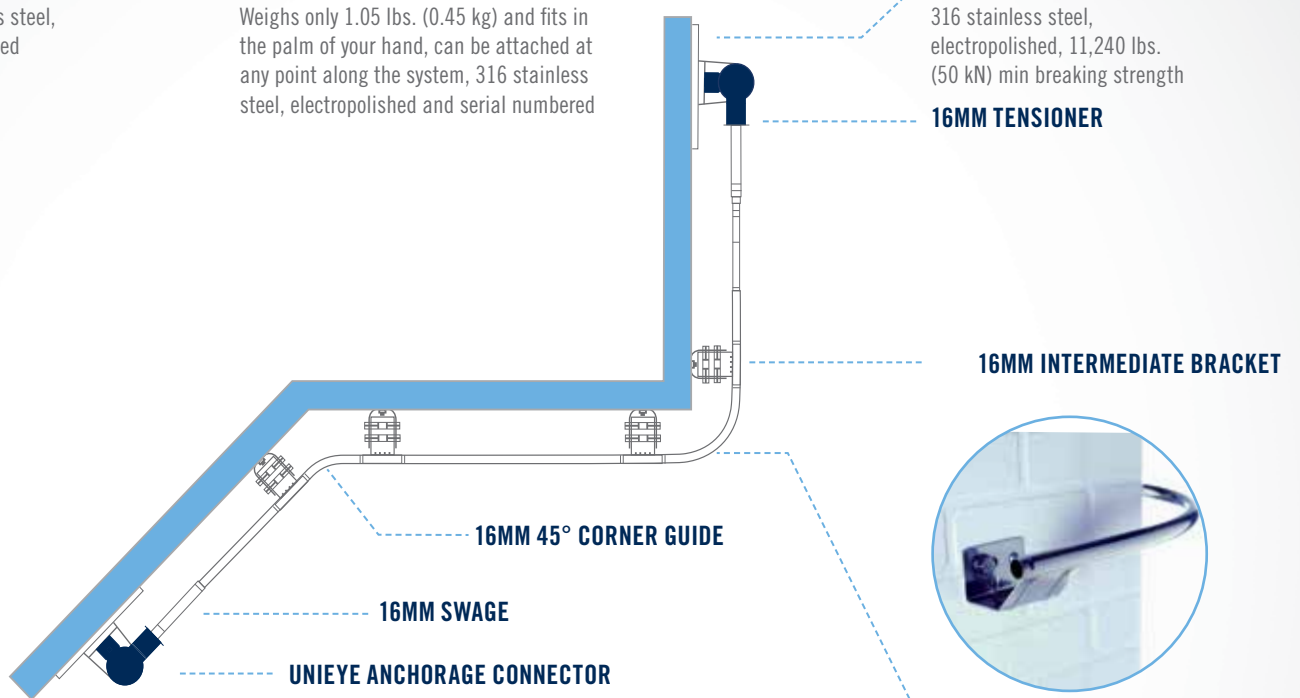 s steel,
ed
Weighs only 1.05 lbs. (0.45 kg) and fits in
the palm of your hand, can be attached at
any point along the system, 316 stainless
steel, electropolished and serial numbered
316 stainless steel,
electropolished, 11,240 lbs.
(50 kN) min breaking strength
16MM TENSIONER
16MM INTERMEDIATE BRACKET
16MM 45° CORNER GUIDE
16MM SWAGE
UNIEYE ANCHORAGE CONNECTOR